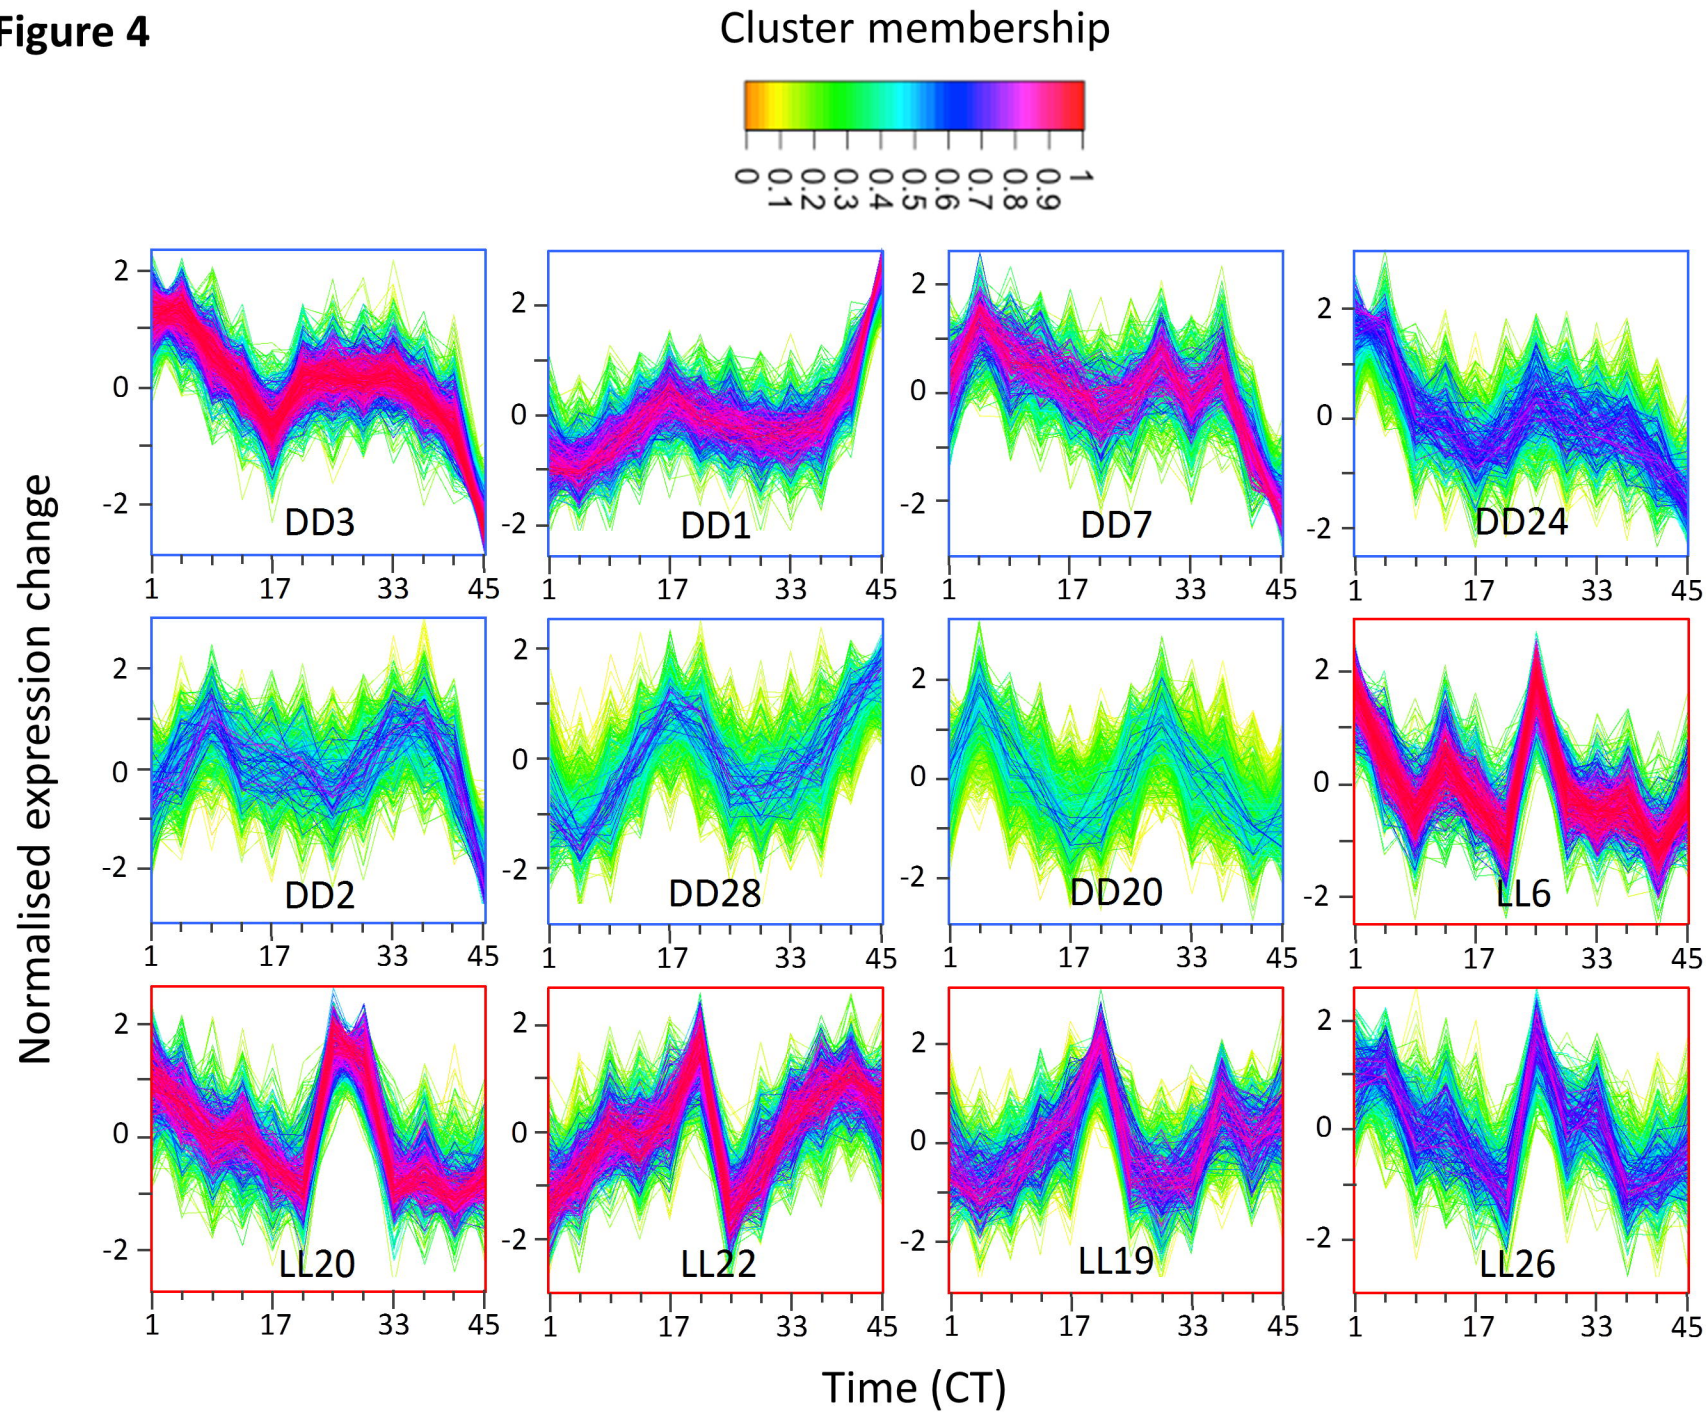 Figure 4
Cluster membership
0 0.1 0.2 0.3 0.4 0.5 0.6 0.7 0.8 0.9 1
Normalised expression change
2 0 -2 DD3 1 17 33 45
2 0 -2 DD1 1 17 33 45
2 0 -2 DD7 1 17 33 45
2 0 -2 DD24 1 17 33 45
2 0 -2 DD2 1 17 33 45
2 0 -2 DD28 1 17 33 45
2 0 -2 DD20 1 17 33 45
2 0 -2 LL6 1 17 33 45
2 0 -2 LL20 1 17 33 45
2 0 -2 LL22 1 17 33 45
2 0 -2 LL19 1 17 33 45
2 0 -2 LL26 1 17 33 45
Time (CT)